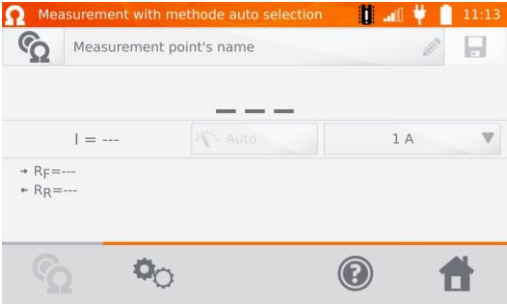 Ω Measurement with methode auto selection 11:13
Measurement point's name
---
I = --- Auto 1 A
→ RF=---
← RR=---